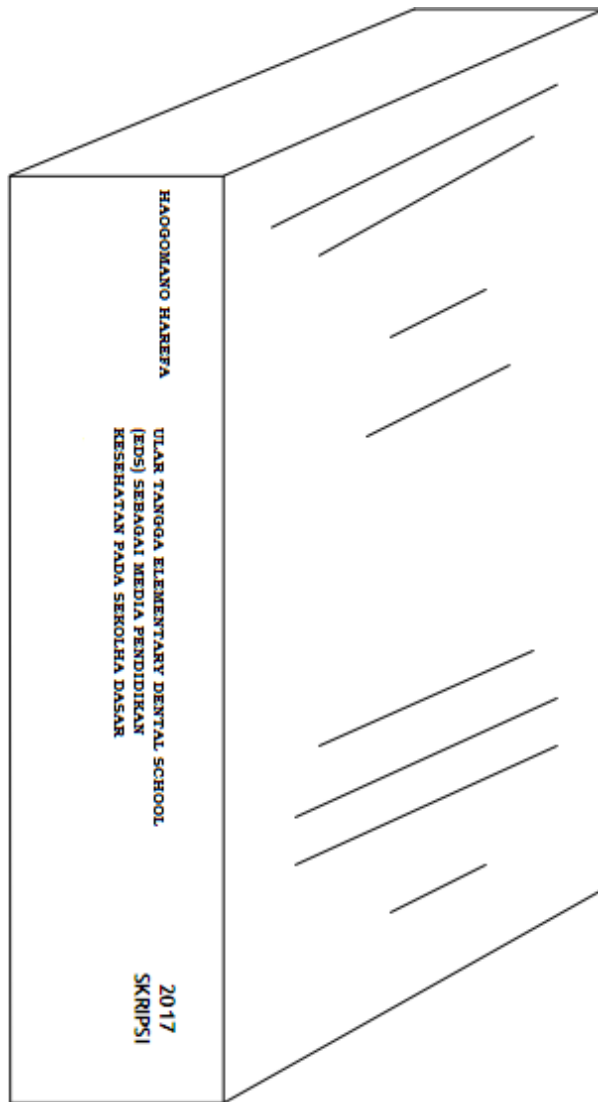 HAOGOMANO HAREFA
ULAR TANGGA ELEMENTARY DENTAL SCHOOL
(EDS) SEBAGAI MEDIA PENDIDIKAN
KESEHATAN PADA SEKOLHA DASAR
2017
SKRIPSI